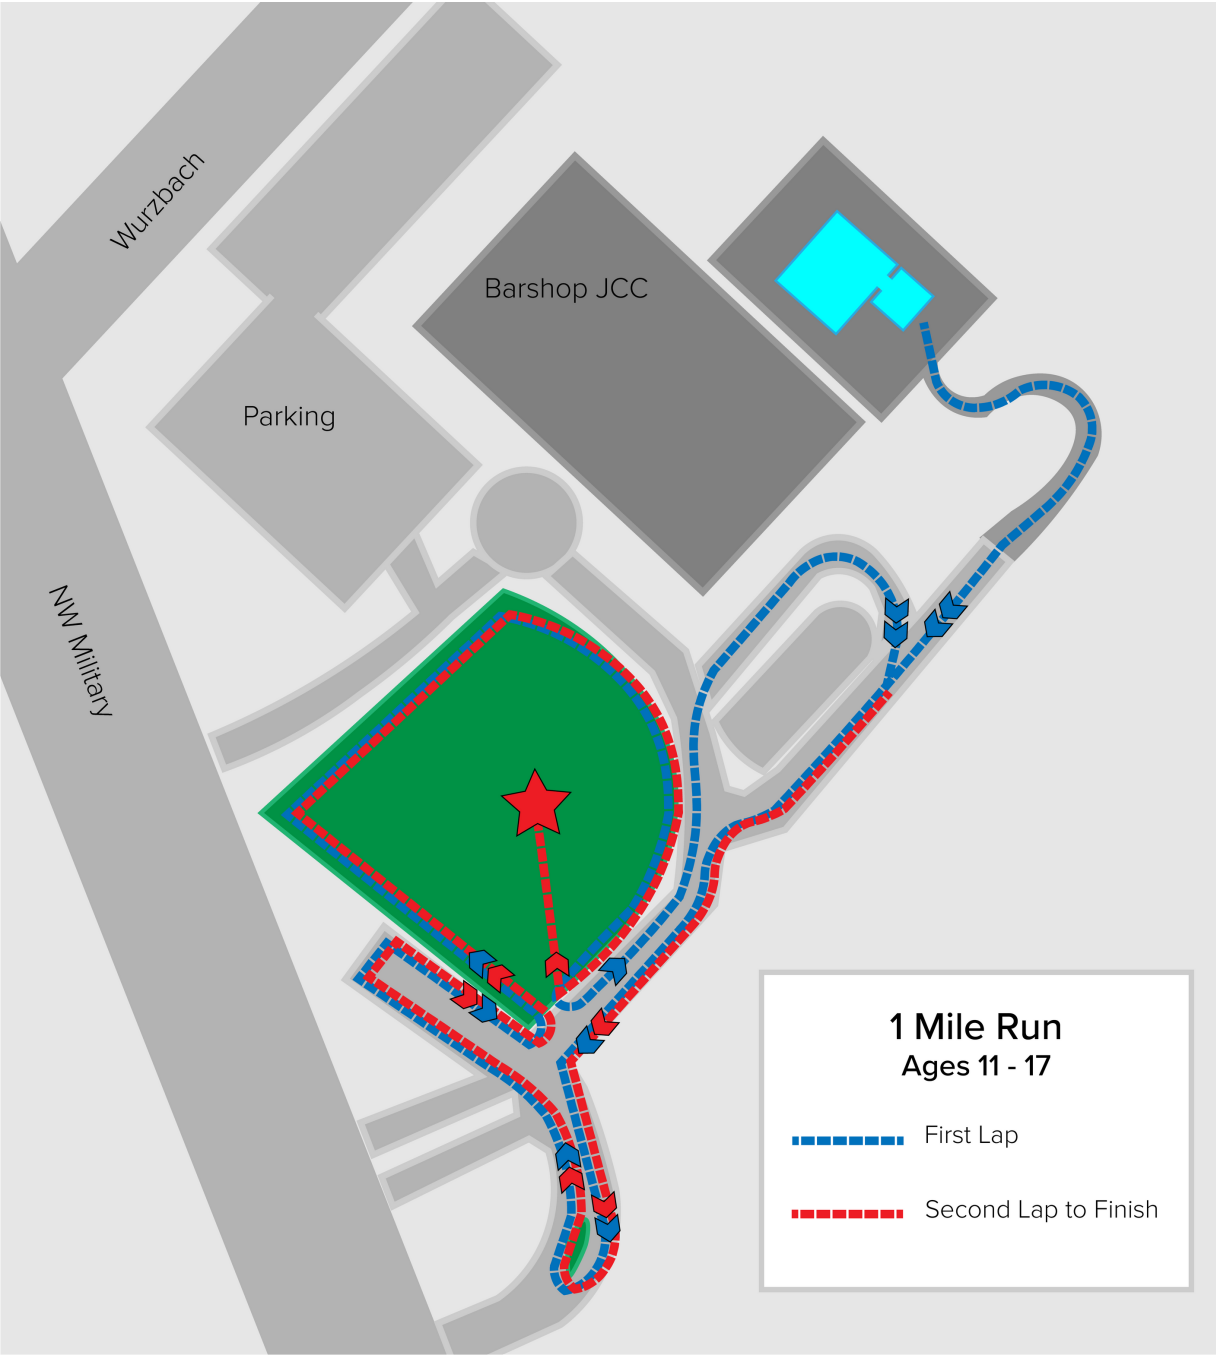 Wurzbach
Barshop JCC
Parking
NW Military
1 Mile Run
Ages 11 - 17
First Lap
Second Lap to Finish